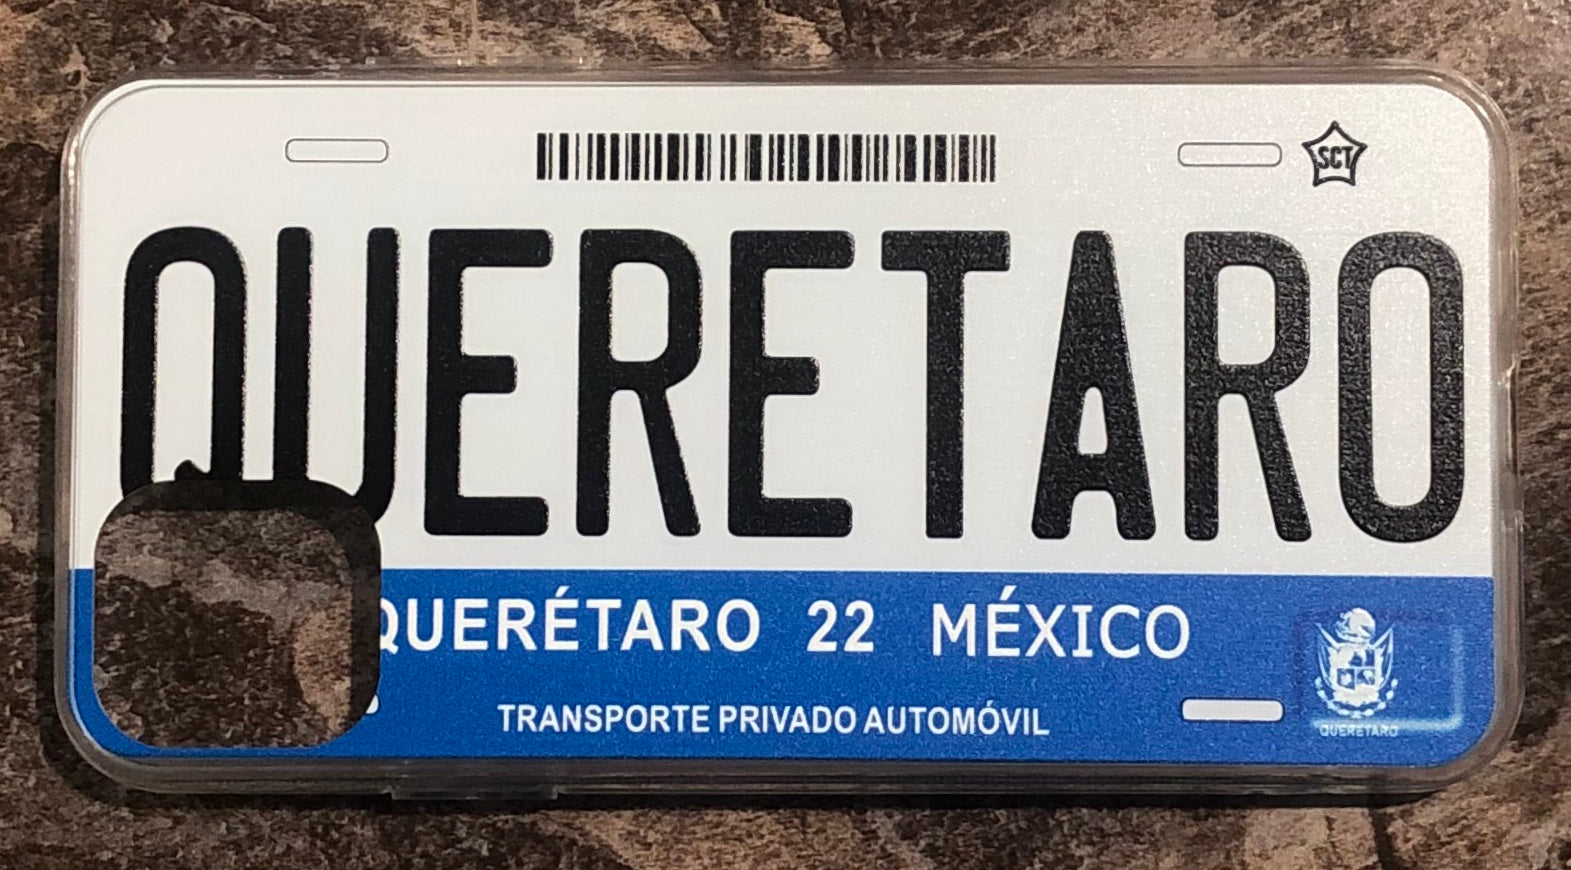 SCT
QUERETARO
QUERÉTARO 22 MÉXICO
TRANSPORTE PRIVADO AUTOMÓVIL
QUERETARO